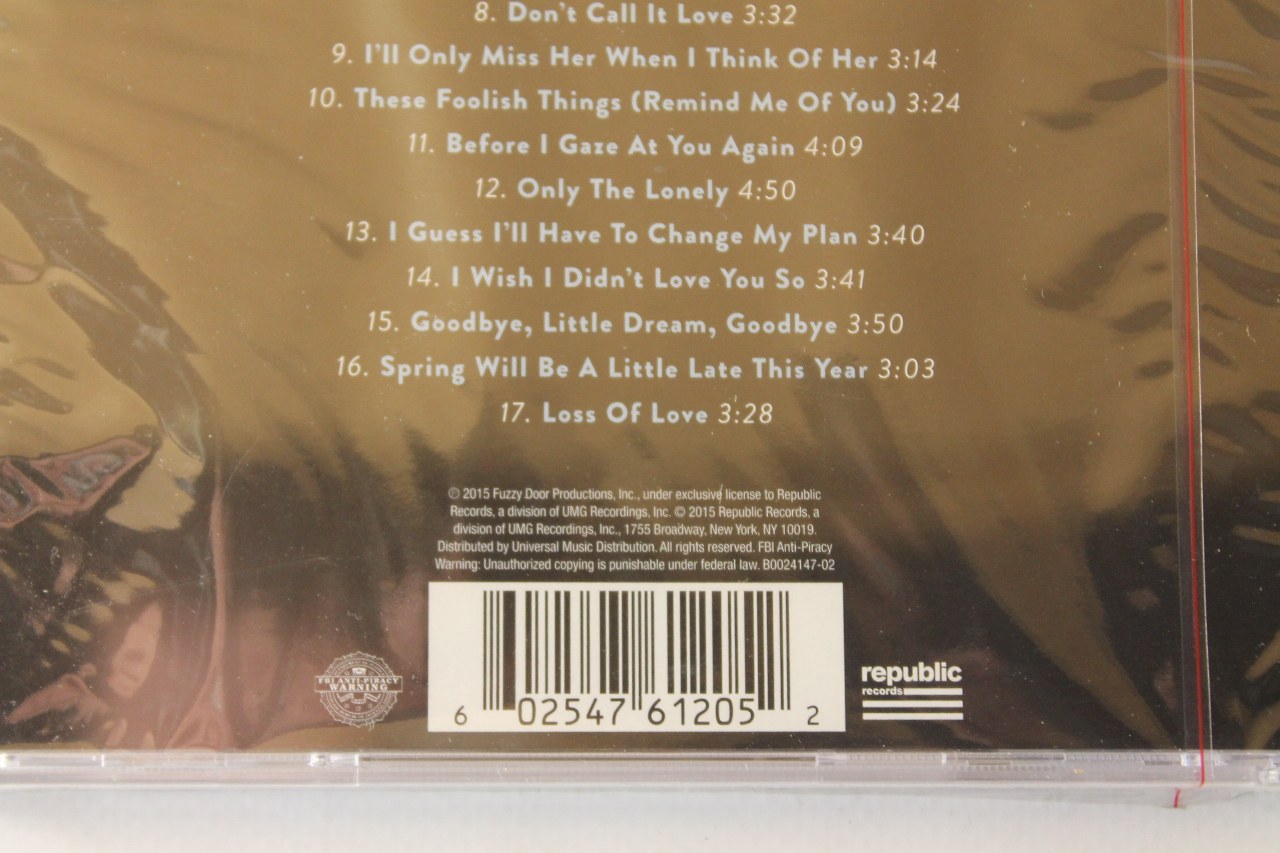 8. Don't Call It Love 3:32
9. I'll Only Miss Her When I Think Of Her 3:14
10. These Foolish Things (Remind Me Of You) 3:24
11. Before I Gaze At You Again 4:09
12. Only The Lonely 4:50
13. I Guess I'll Have To Change My Plan 3:40
14. I Wish I Didn't Love You So 3:41
15. Goodbye, Little Dream, Goodbye 3:50
16. Spring Will Be A Little Late This Year 3:03
17. Loss Of Love 3:28
℗ 2015 Fuzzy Door Productions, Inc., under exclusive license to Republic
Records, a division of UMG Recordings, Inc. © 2015 Republic Records, a
division of UMG Recordings, Inc., 1755 Broadway, New York, NY 10019.
Distributed by Universal Music Distribution. All rights reserved. FBI Anti-Piracy
Warning: Unauthorized copying is punishable under federal law. B0024147-02
FBI ANTI-PIRACY
WARNING
6 02547 61205 2
republic
records